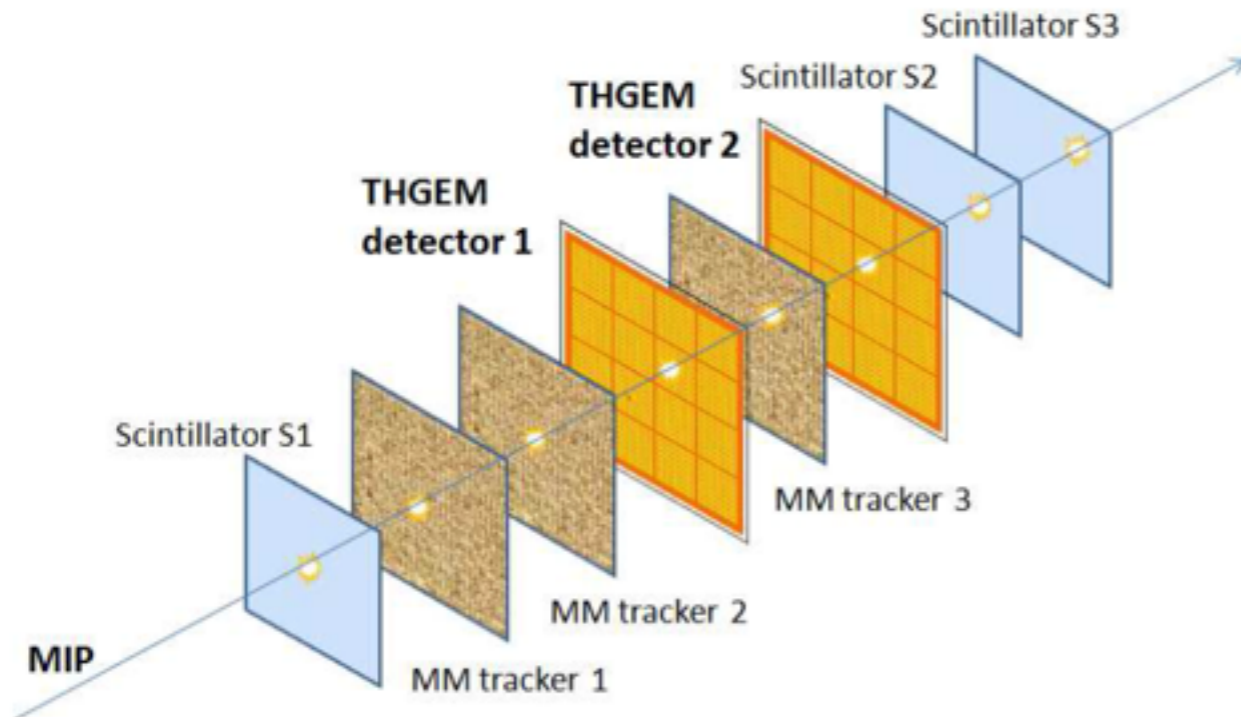 Scintillator S3
Scintillator S2
THGEM
detector 2
THGEM
detector 1
Scintillator S1
MM tracker 3
MM tracker 2
MM tracker 1
MIP